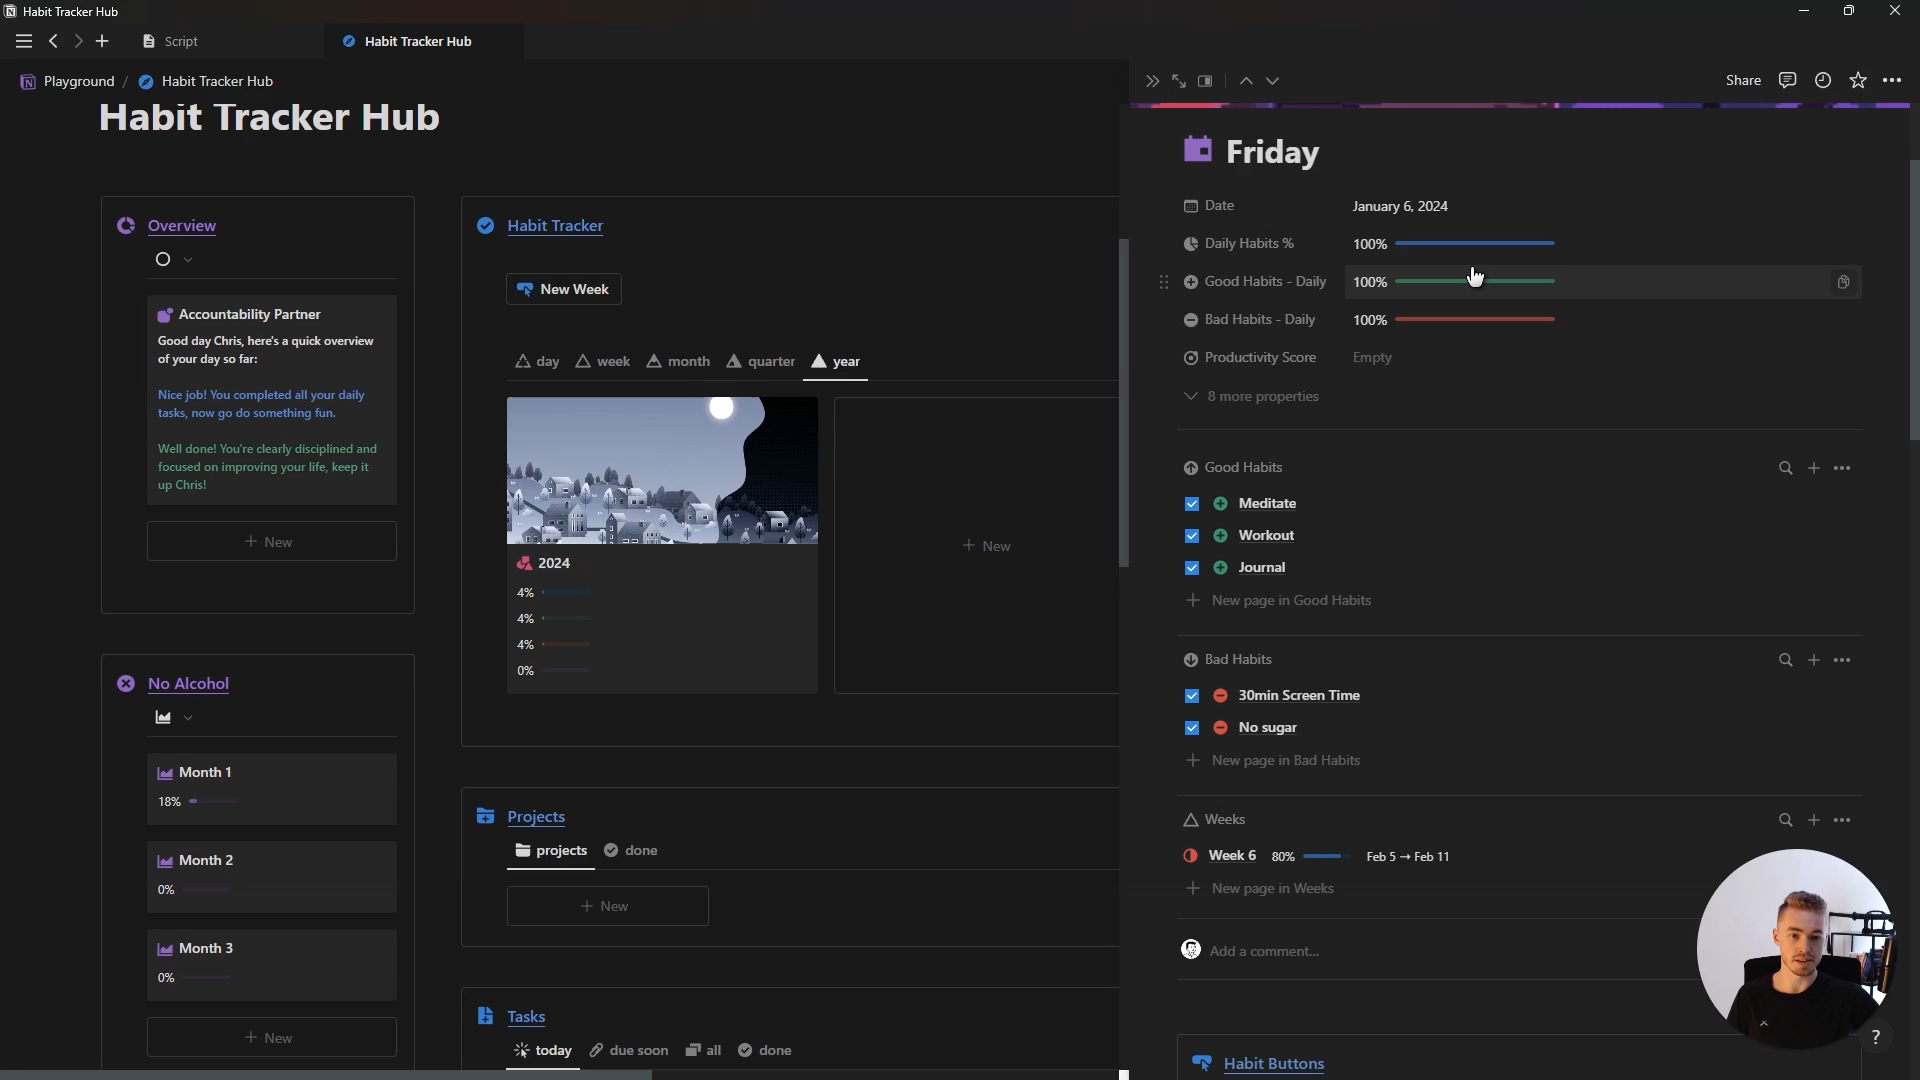 Habit Tracker Hub
Script
Habit Tracker Hub
Playground / Habit Tracker Hub
Share
Habit Tracker Hub
Overview
Accountability Partner
Good day Chris, here's a quick overview
of your day so far:
Nice job! You completed all your daily
tasks, now go do something fun.
Well done! You're clearly disciplined and
focused on improving your life, keep it
up Chris!
+ New
No Alcohol
Month 1
18%
Month 2
0%
Month 3
0%
+ New
Habit Tracker
New Week
day week month quarter year
2024
4%
4%
4%
0%
+ New
Projects
projects done
+ New
Tasks
today due soon all done
Friday
Date January 6, 2024
Daily Habits % 100%
Good Habits - Daily 100%
Bad Habits - Daily 100%
Productivity Score Empty
8 more properties
Good Habits
Meditate
Workout
Journal
+ New page in Good Habits
Bad Habits
30min Screen Time
No sugar
+ New page in Bad Habits
Weeks
Week 6 80% Feb 5 → Feb 11
+ New page in Weeks
Add a comment...
?
Habit Buttons